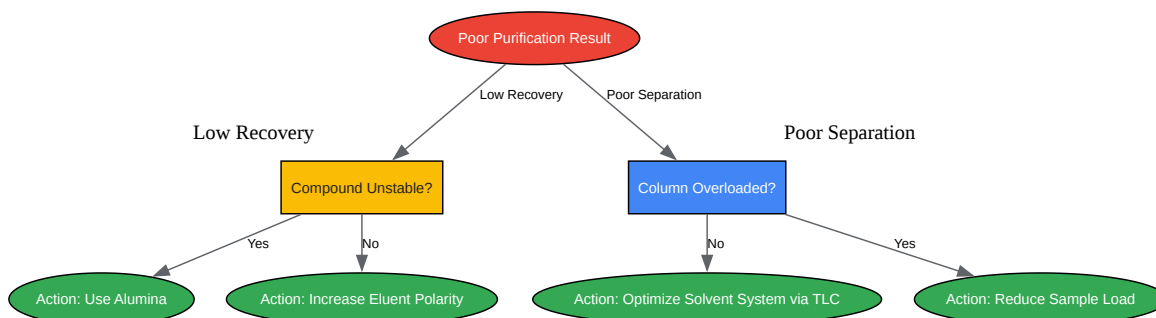 Poor Purification Result
Low Recovery
Poor Separation
Low Recovery
Poor Separation
Compound Unstable?
Column Overloaded?
Yes
No
No
Yes
Action: Use Alumina
Action: Increase Eluent Polarity
Action: Optimize Solvent System via TLC
Action: Reduce Sample Load